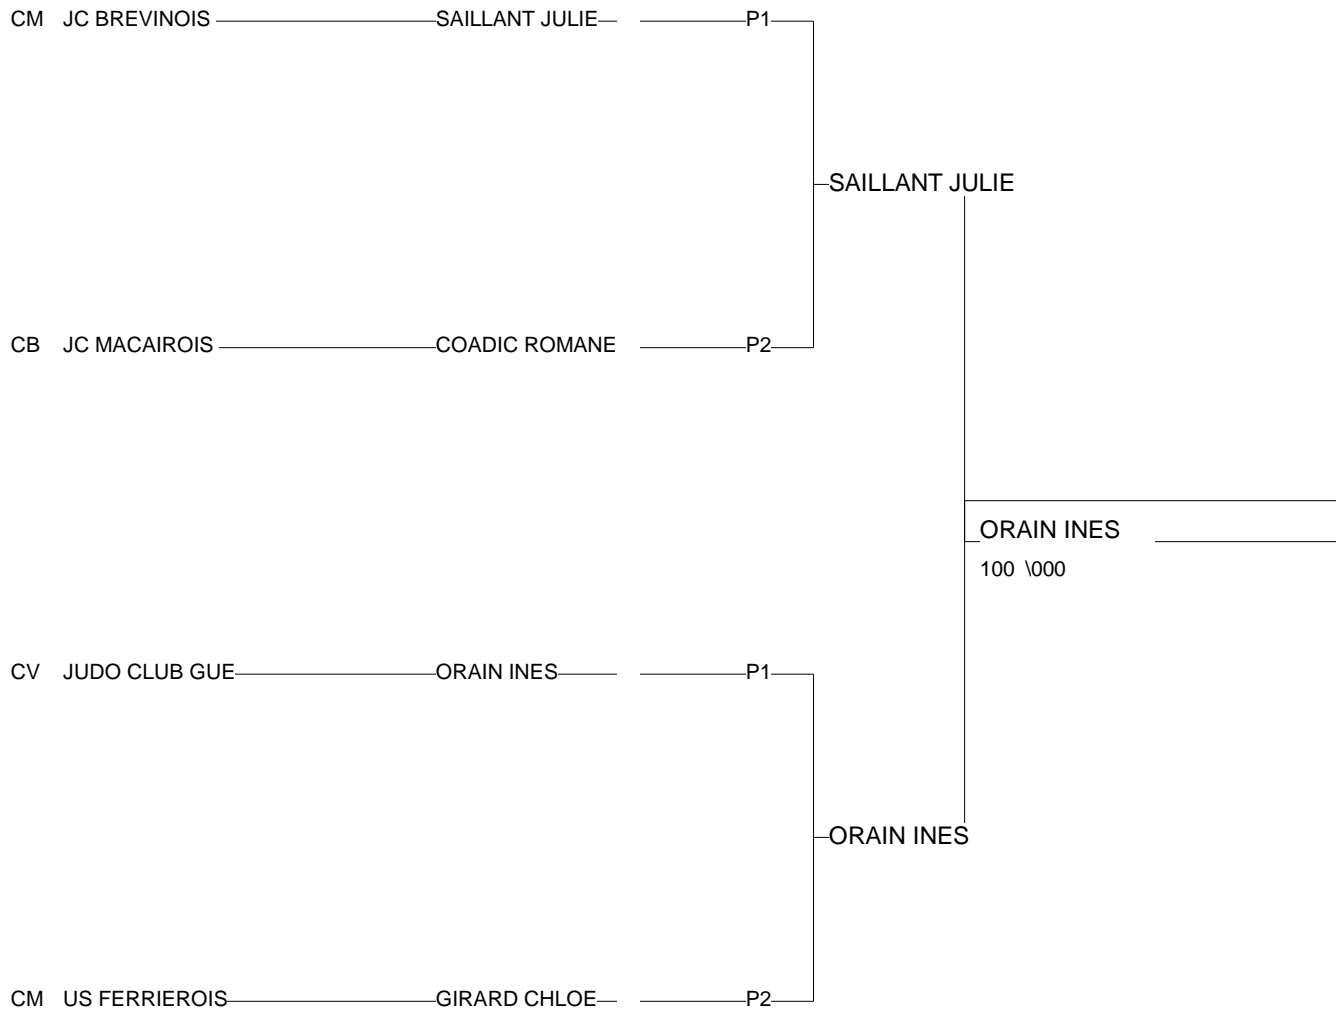 CM JC BREVINOIS SAILLANT JULIE P1
SAILLANT JULIE
CB JC MACAIROIS COADIC ROMANE P2
ORAIN INES
100 \000
CV JUDO CLUB GUE ORAIN INES P1
ORAIN INES
CM US FERRIEROIS GIRARD CHLOE P2